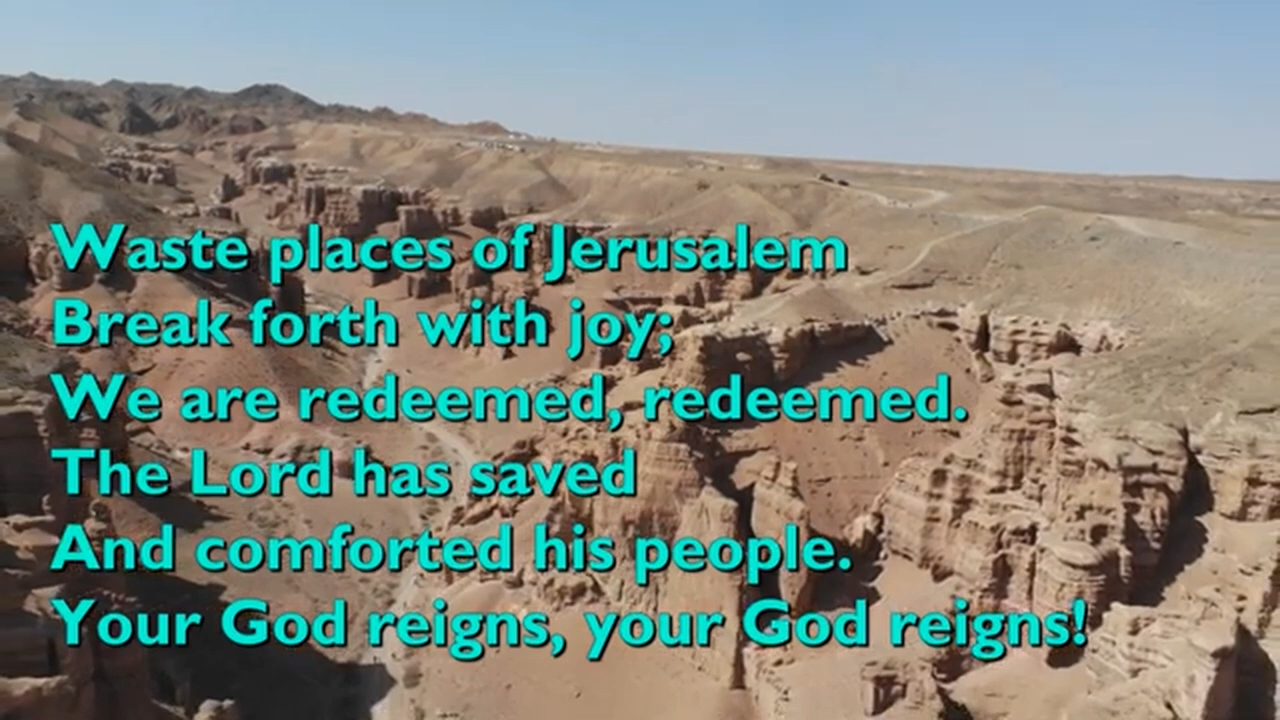 Waste places of Jerusalem
Break forth with joy;
We are redeemed, redeemed.
The Lord has saved
And comforted his people.
Your God reigns, your God reigns!